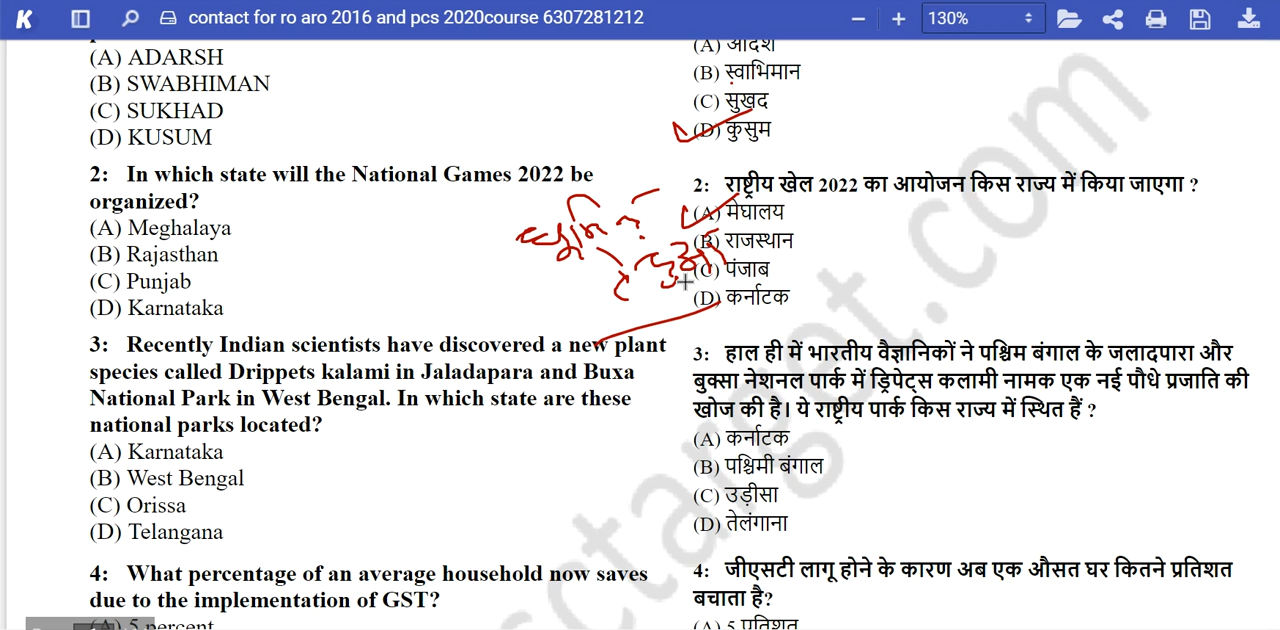 contact for ro aro 2016 and pcs 2020course 6307281212
130%
(A) ADARSH
(B) SWABHIMAN
(C) SUKHAD
(D) KUSUM
2: In which state will the National Games 2022 be
organized?
(A) Meghalaya
(B) Rajasthan
(C) Punjab
(D) Karnataka
3: Recently Indian scientists have discovered a new plant
species called Drippets kalami in Jaladapara and Buxa
National Park in West Bengal. In which state are these
national parks located?
(A) Karnataka
(B) West Bengal
(C) Orissa
(D) Telangana
4: What percentage of an average household now saves
due to the implementation of GST?
(A) 5 percent
(A) आदर्श
(B) स्वाभिमान
(C) सुखद
(D) कुसुम
2: राष्ट्रीय खेल 2022 का आयोजन किस राज्य में किया जाएगा ?
(A) मेघालय
(B) राजस्थान
(C) पंजाब
(D) कर्नाटक
3: हाल ही में भारतीय वैज्ञानिकों ने पश्चिम बंगाल के जलादपारा और
बुक्सा नेशनल पार्क में ड्रिपेट्स कलामी नामक एक नई पौधे प्रजाति की
खोज की है। ये राष्ट्रीय पार्क किस राज्य में स्थित हैं ?
(A) कर्नाटक
(B) पश्चिमी बंगाल
(C) उड़ीसा
(D) तेलंगाना
4: जीएसटी लागू होने के कारण अब एक औसत घर कितने प्रतिशत
बचाता है?
(A) 5 प्रतिशत